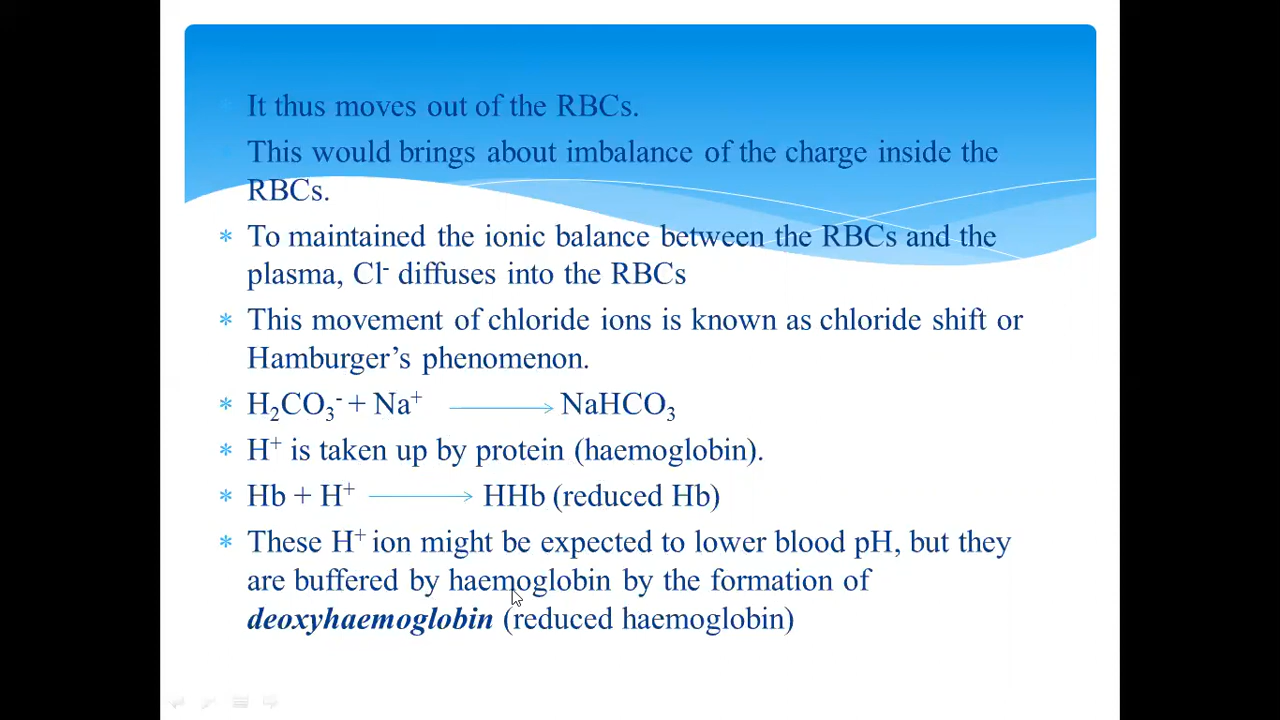 It thus moves out of the RBCs.
This would brings about imbalance of the charge inside the
RBCs.
* To maintained the ionic balance between the RBCs and the
plasma, Cl⁻ diffuses into the RBCs
* This movement of chloride ions is known as chloride shift or
Hamburger’s phenomenon.
* H₂CO₃⁻ + Na⁺ ⟶ NaHCO₃
* H⁺ is taken up by protein (haemoglobin).
* Hb + H⁺ ⟶ HHb (reduced Hb)
* These H⁺ ion might be expected to lower blood pH, but they
are buffered by haemoglobin by the formation of
deoxyhaemoglobin (reduced haemoglobin)